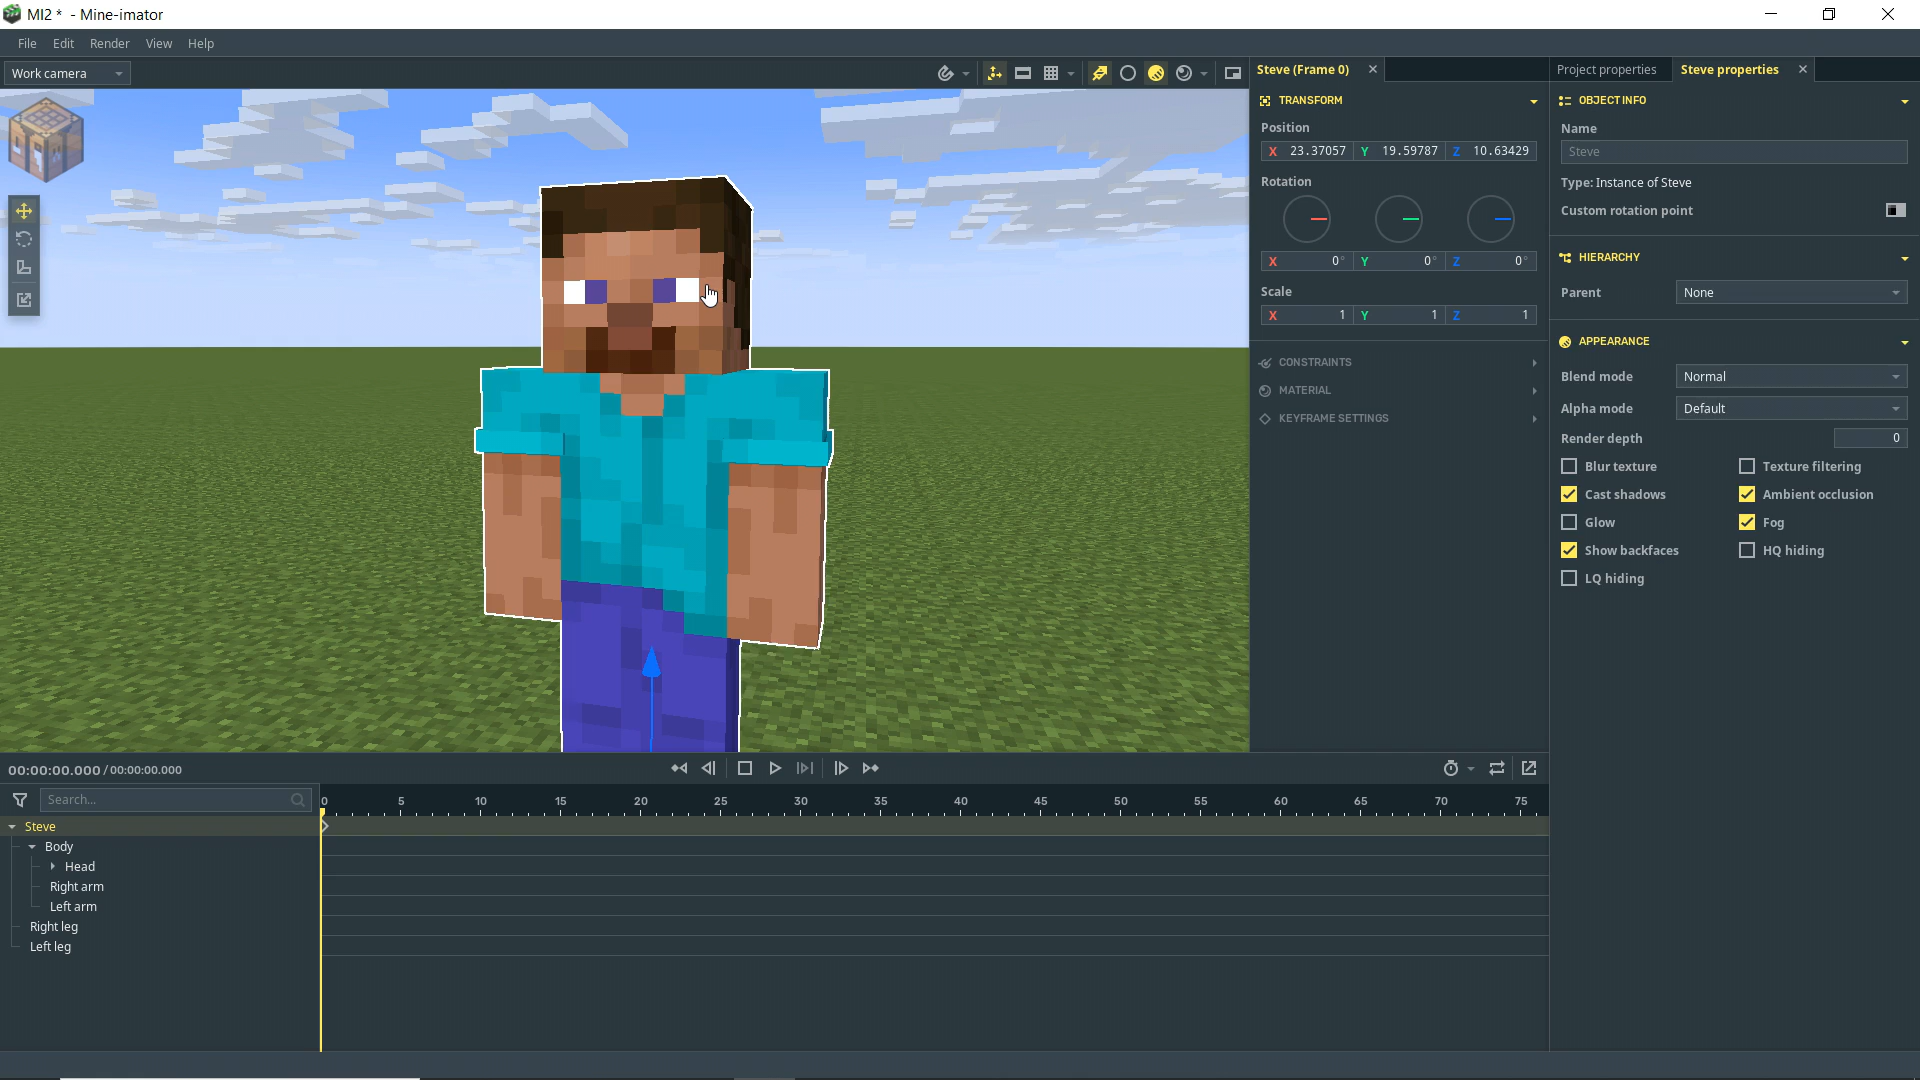 MI2 * - Mine-imator
File Edit Render View Help
Work camera
Steve (Frame 0)
Project properties
Steve properties
TRANSFORM
Position
X 23.37057 Y 19.59787 Z 10.63429
Rotation
X 0° Y 0° Z 0°
Scale
X 1 Y 1 Z 1
CONSTRAINTS
MATERIAL
KEYFRAME SETTINGS
OBJECT INFO
Name
Steve
Type: Instance of Steve
Custom rotation point
HIERARCHY
Parent None
APPEARANCE
Blend mode Normal
Alpha mode Default
Render depth 0
Blur texture Texture filtering
Cast shadows Ambient occlusion
Glow Fog
Show backfaces HQ hiding
LQ hiding
00:00:00.000 / 00:00:00.000
Search...
0 5 10 15 20 25 30 35 40 45 50 55 60 65 70 75
Steve
Body
Head
Right arm
Left arm
Right leg
Left leg